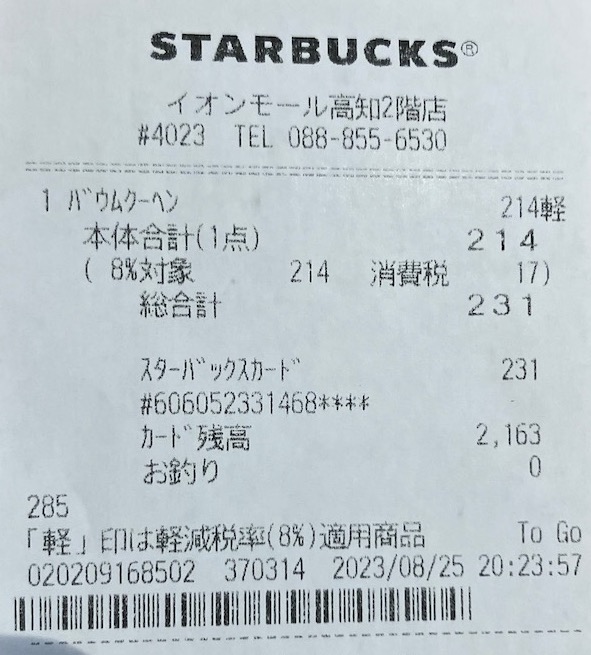 STARBUCKS®
イオンモール高知2階店
#4023 TEL 088-855-6530
1 ﾊﾞｳﾑｸｰﾍﾝ 214軽
本体合計(1点) 214
( 8%対象 214 消費税 17)
総合計 231
ｽﾀｰﾊﾞｯｸｽｶｰﾄﾞ 231
#606052331468****
ｶｰﾄﾞ残高 2,163
お釣り 0
285
「軽」印は軽減税率(8%)適用商品 To Go
020209168502 370314 2023/08/25 20:23:57